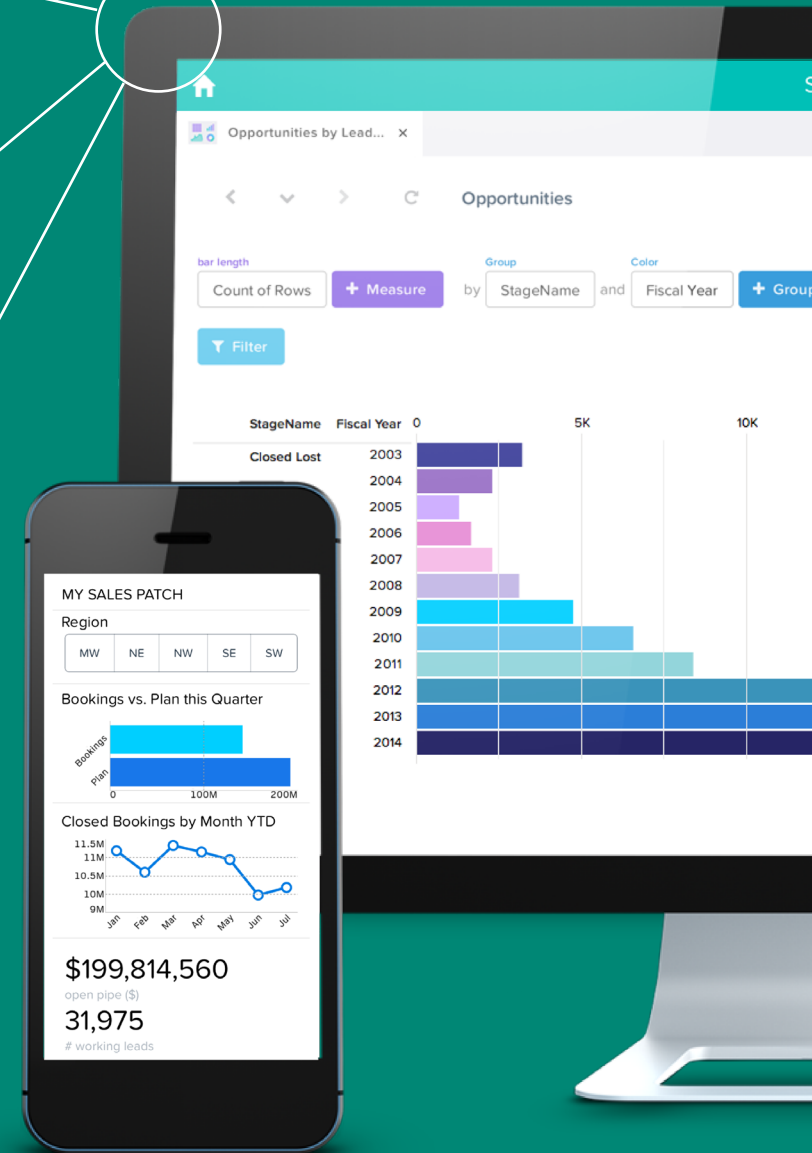 S
Opportunities by Lead... ×
Opportunities
bar length Group Color
Count of Rows + Measure by StageName and Fiscal Year + Group
Filter
StageName Fiscal Year 0 5K 10K
Closed Lost 2003
2004
2005
2006
2007
2008
2009
2010
2011
2012
2013
2014
MY SALES PATCH
Region
MW NE NW SE SW
Bookings vs. Plan this Quarter
Bookings
Plan
0 100M 200M
Closed Bookings by Month YTD
11.5M
11M
10.5M
10M
9M
Jan Feb Mar Apr May Jun Jul
$199,814,560
open pipe ($)
31,975
# working leads